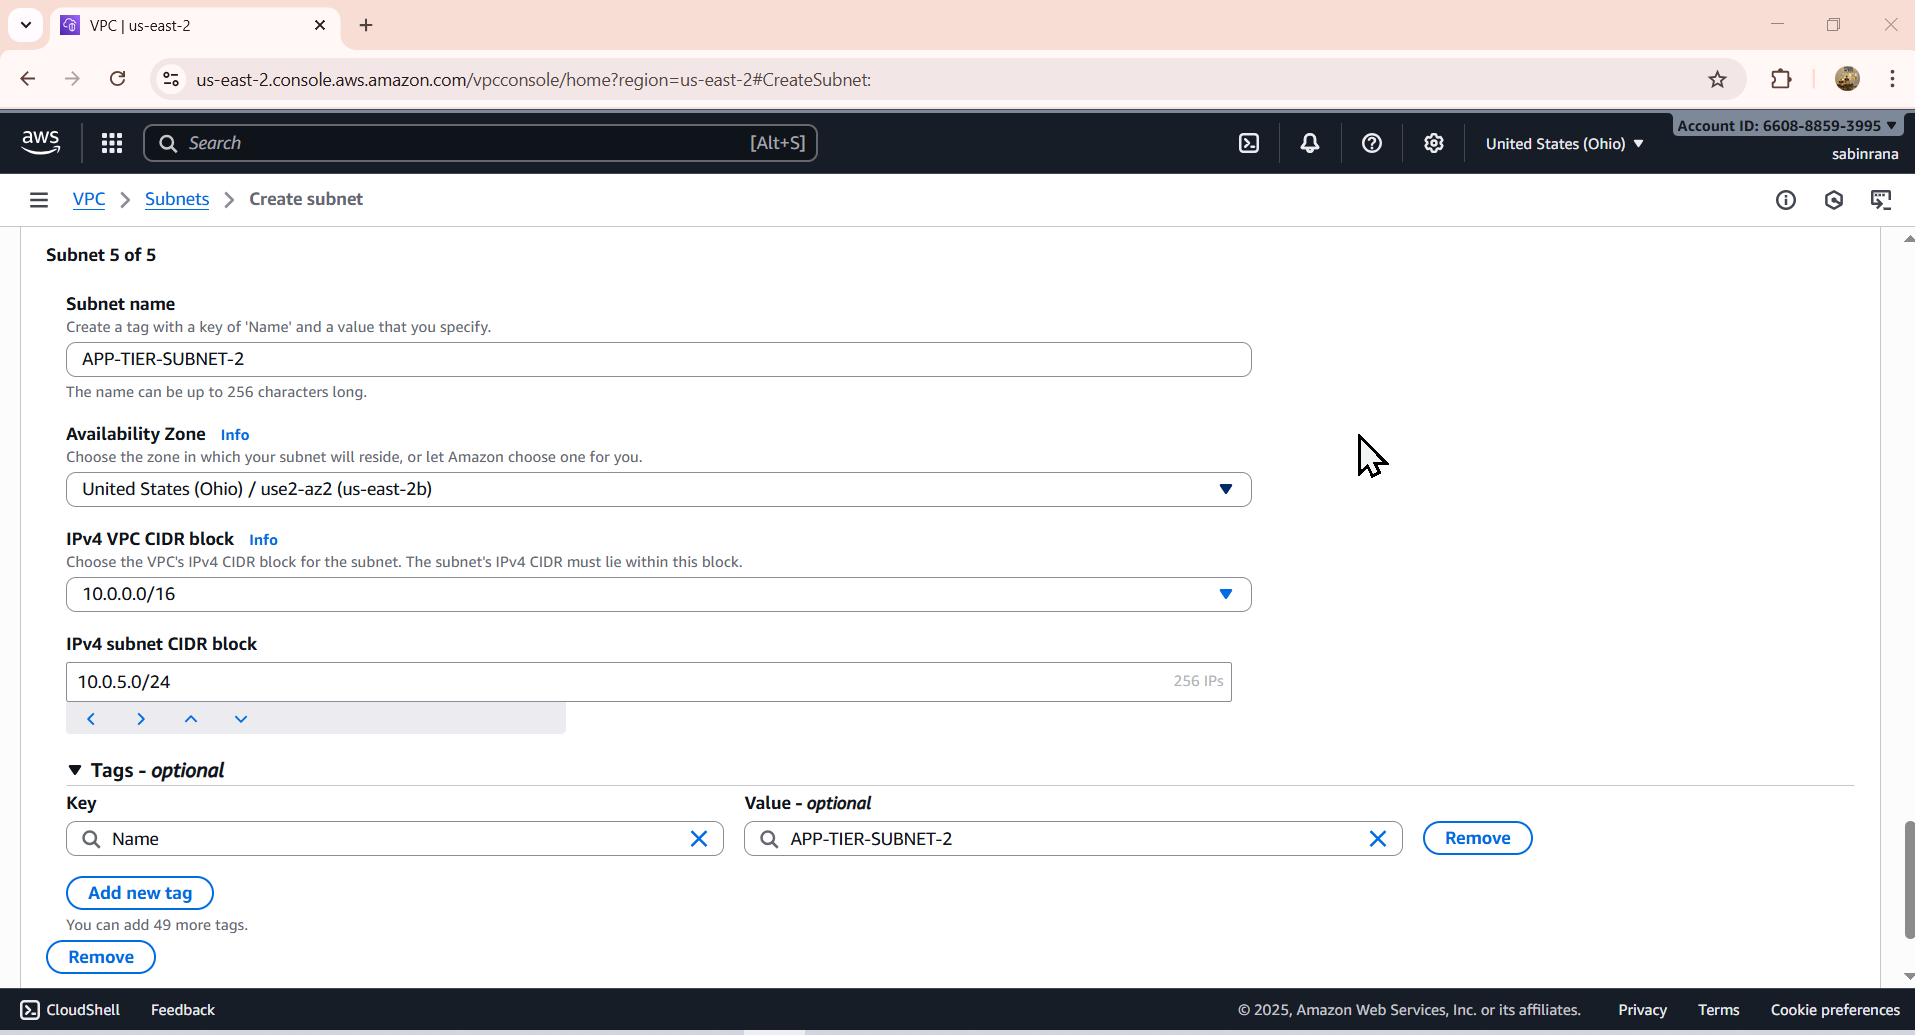 VPC | us-east-2
us-east-2.console.aws.amazon.com/vpcconsole/home?region=us-east-2#CreateSubnet:
aws
Search
[Alt+S]
United States (Ohio)
Account ID: 6608-8859-3995
sabinrana
VPC > Subnets > Create subnet
Subnet 5 of 5
Subnet name
Create a tag with a key of 'Name' and a value that you specify.
APP-TIER-SUBNET-2
The name can be up to 256 characters long.
Availability Zone Info
Choose the zone in which your subnet will reside, or let Amazon choose one for you.
United States (Ohio) / use2-az2 (us-east-2b)
IPv4 VPC CIDR block Info
Choose the VPC's IPv4 CIDR block for the subnet. The subnet's IPv4 CIDR must lie within this block.
10.0.0.0/16
IPv4 subnet CIDR block
10.0.5.0/24 256 IPs
Tags - optional
Key Value - optional
Name APP-TIER-SUBNET-2 Remove
Add new tag
You can add 49 more tags.
Remove
CloudShell Feedback © 2025, Amazon Web Services, Inc. or its affiliates. Privacy Terms Cookie preferences